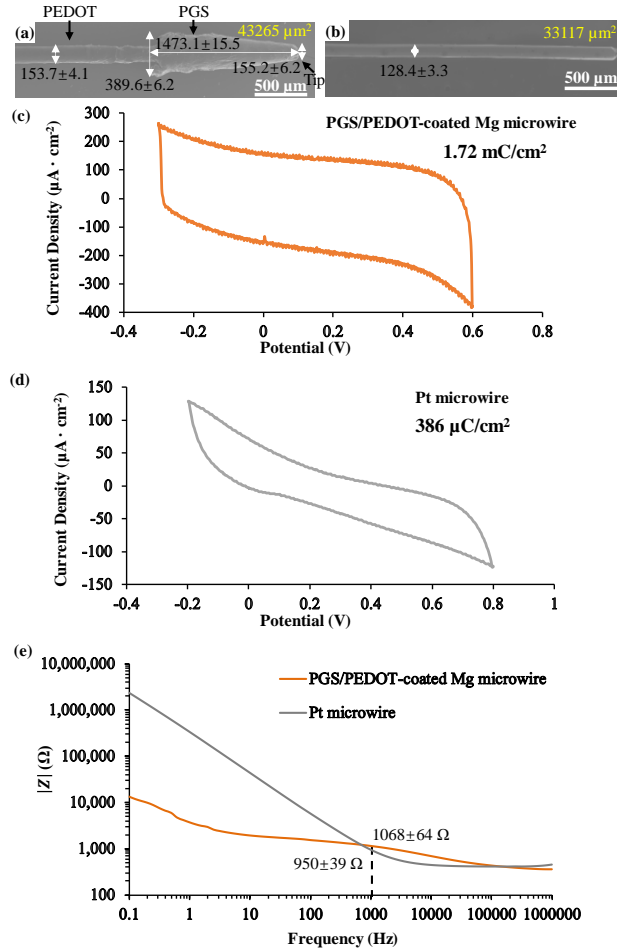 PEDOT PGS
(a) 43265 µm²
1473.1±15.5
153.7±4.1
389.6±6.2
155.2±6.2
Tip
500 µm
(b) 33117 µm²
128.4±3.3
500 µm
(c)
PGS/PEDOT-coated Mg microwire
1.72 mC/cm²
Current Density (µA · cm⁻²)
300
200
100
0
-100
-200
-300
-400
-0.4 -0.2 0 0.2 0.4 0.6 0.8
Potential (V)
(d)
Pt microwire
386 µC/cm²
Current Density (µA · cm⁻²)
150
100
50
0
-50
-100
-150
-0.4 -0.2 0 0.2 0.4 0.6 0.8 1
Potential (V)
(e)
|Z| (Ω)
10,000,000
1,000,000
100,000
10,000
1,000
100
PGS/PEDOT-coated Mg microwire
Pt microwire
1068±64 Ω
950±39 Ω
0.1 1 10 100 1000 10000 100000 1000000
Frequency (Hz)